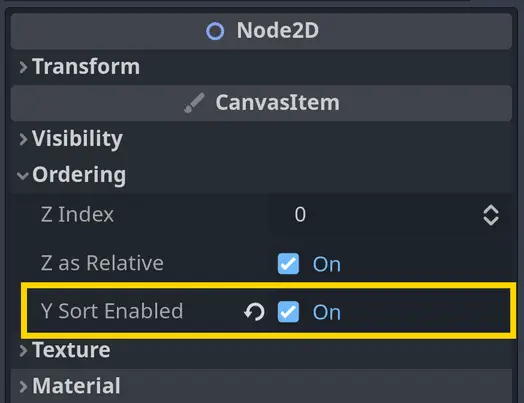 Node2D
Transform
CanvasItem
Visibility
Ordering
Z Index 0
Z as Relative On
Y Sort Enabled On
Texture
Material